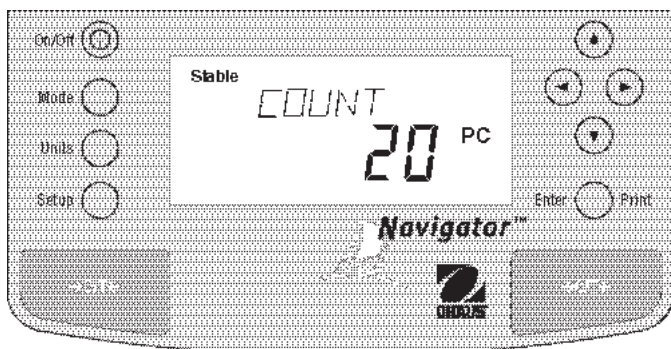 On/Off
Mode
Units
Setup
Stable
COUNT
20 PC
Enter
Print
Navigator™
OHAUS